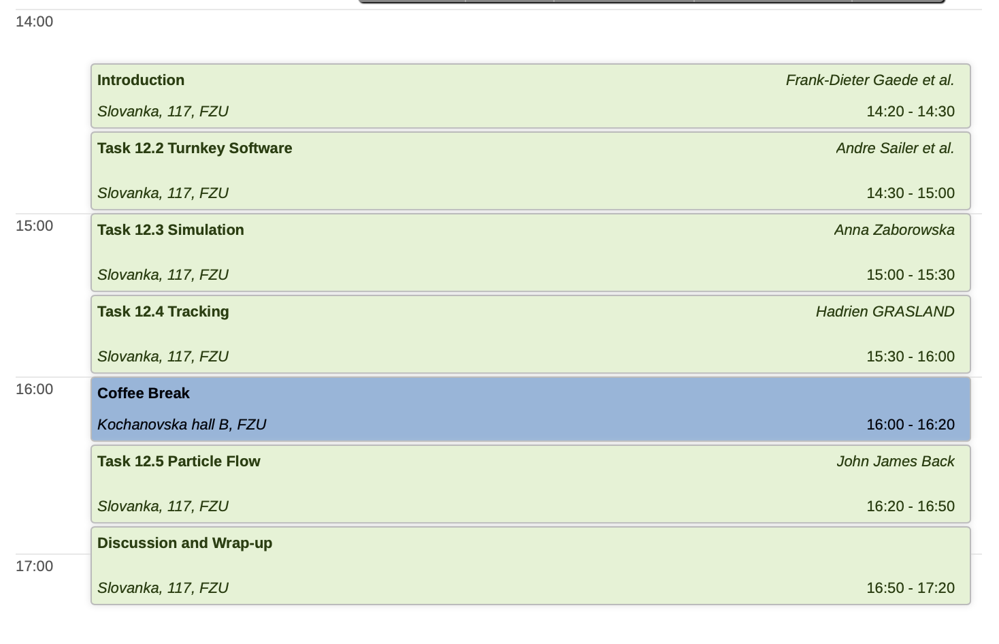 14:00
Introduction Frank-Dieter Gaede et al.
Slovanka, 117, FZU 14:20 - 14:30
Task 12.2 Turnkey Software Andre Sailer et al.
Slovanka, 117, FZU 14:30 - 15:00
15:00
Task 12.3 Simulation Anna Zaborowska
Slovanka, 117, FZU 15:00 - 15:30
Task 12.4 Tracking Hadrien GRASLAND
Slovanka, 117, FZU 15:30 - 16:00
16:00
Coffee Break
Kochanovska hall B, FZU 16:00 - 16:20
Task 12.5 Particle Flow John James Back
Slovanka, 117, FZU 16:20 - 16:50
Discussion and Wrap-up
17:00
Slovanka, 117, FZU 16:50 - 17:20